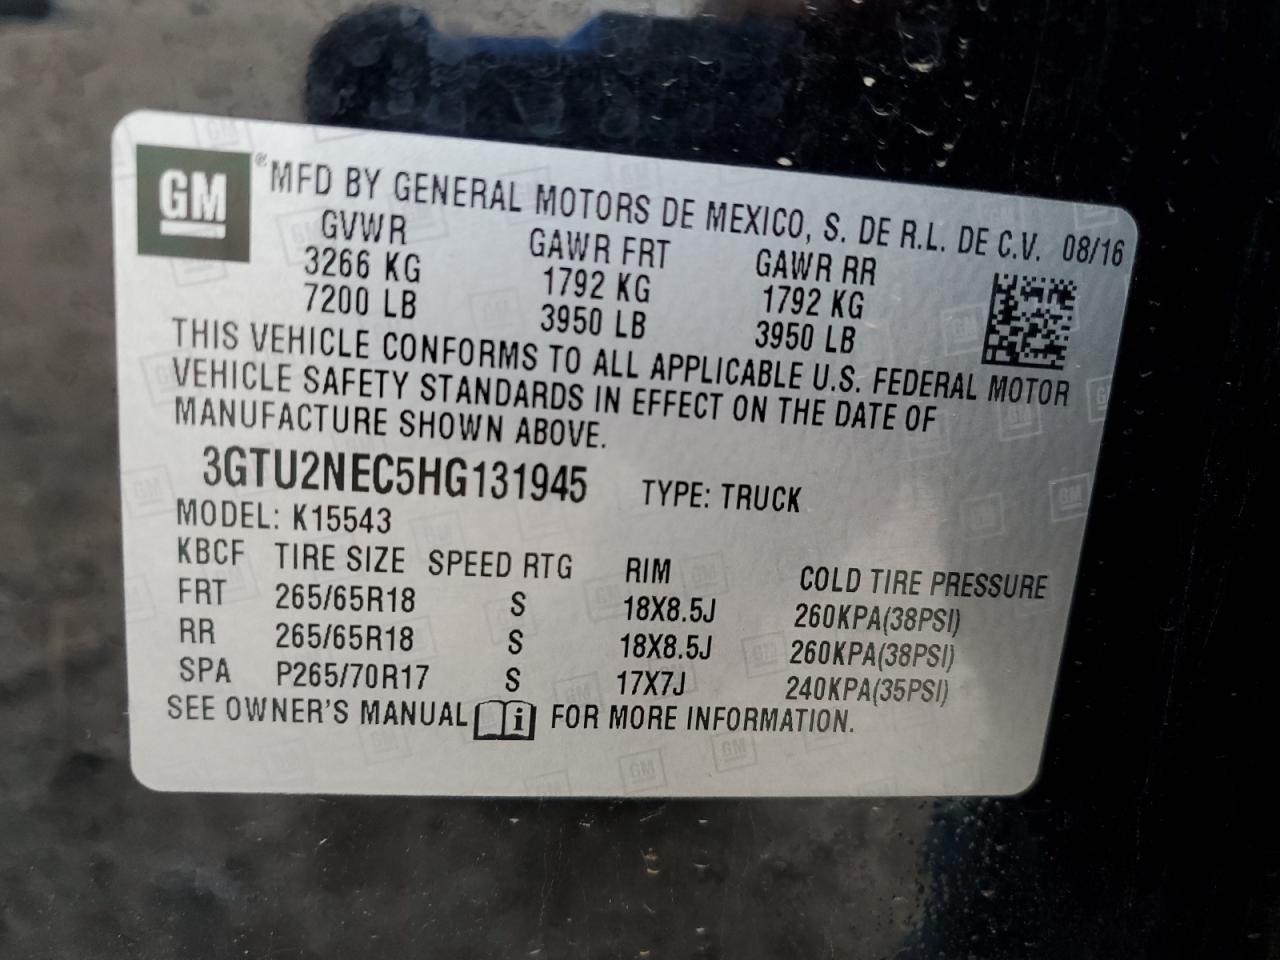 GM ® MFD BY GENERAL MOTORS DE MEXICO, S. DE R.L. DE C.V. 08/16
GVWR GAWR FRT GAWR RR
3266 KG 1792 KG 1792 KG
7200 LB 3950 LB 3950 LB
THIS VEHICLE CONFORMS TO ALL APPLICABLE U.S. FEDERAL MOTOR
VEHICLE SAFETY STANDARDS IN EFFECT ON THE DATE OF
MANUFACTURE SHOWN ABOVE.
3GTU2NEC5HG131945 TYPE: TRUCK
MODEL: K15543
KBCF TIRE SIZE SPEED RTG RIM COLD TIRE PRESSURE
FRT 265/65R18 S 18X8.5J 260KPA(38PSI)
RR 265/65R18 S 18X8.5J 260KPA(38PSI)
SPA P265/70R17 S 17X7J 240KPA(35PSI)
SEE OWNER'S MANUAL i FOR MORE INFORMATION.